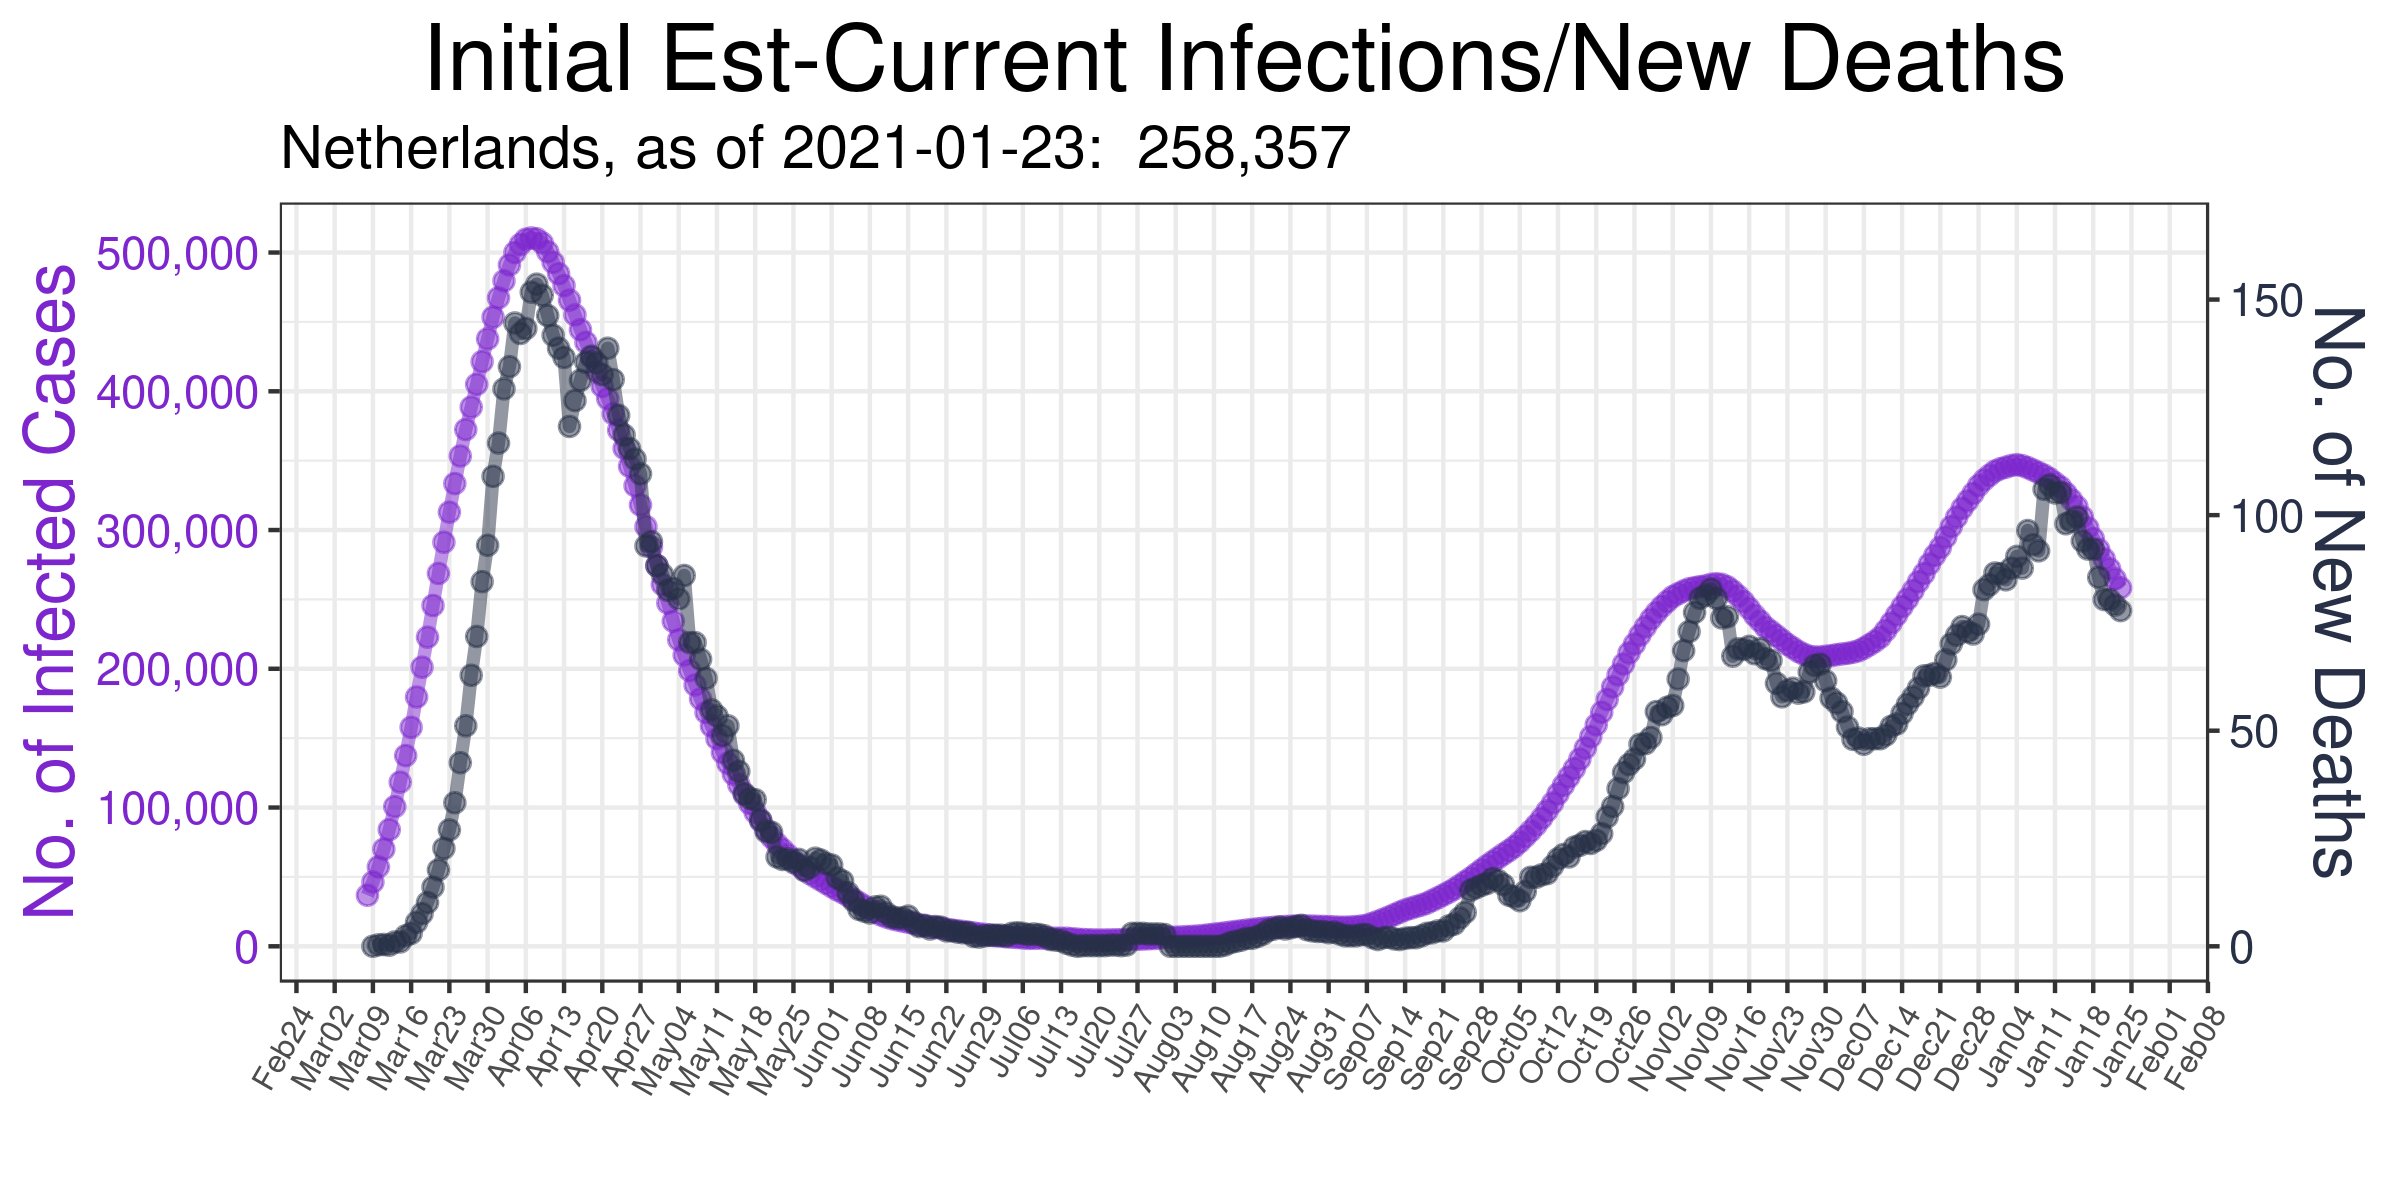 Initial Est-Current Infections/New Deaths
Netherlands, as of 2021-01-23: 258,357
No. of Infected Cases
500,000
400,000
300,000
200,000
100,000
0
150
100
50
0
No. of New Deaths
Feb24
Mar02
Mar09
Mar16
Mar23
Mar30
Apr06
Apr13
Apr20
Apr27
May04
May11
May18
May25
Jun01
Jun08
Jun15
Jun22
Jun29
Jul06
Jul13
Jul20
Jul27
Aug03
Aug10
Aug17
Aug24
Aug31
Sep07
Sep14
Sep21
Sep28
Oct05
Oct12
Oct19
Oct26
Nov02
Nov09
Nov16
Nov23
Nov30
Dec07
Dec14
Dec21
Dec28
Jan04
Jan11
Jan18
Jan25
Feb01
Feb08